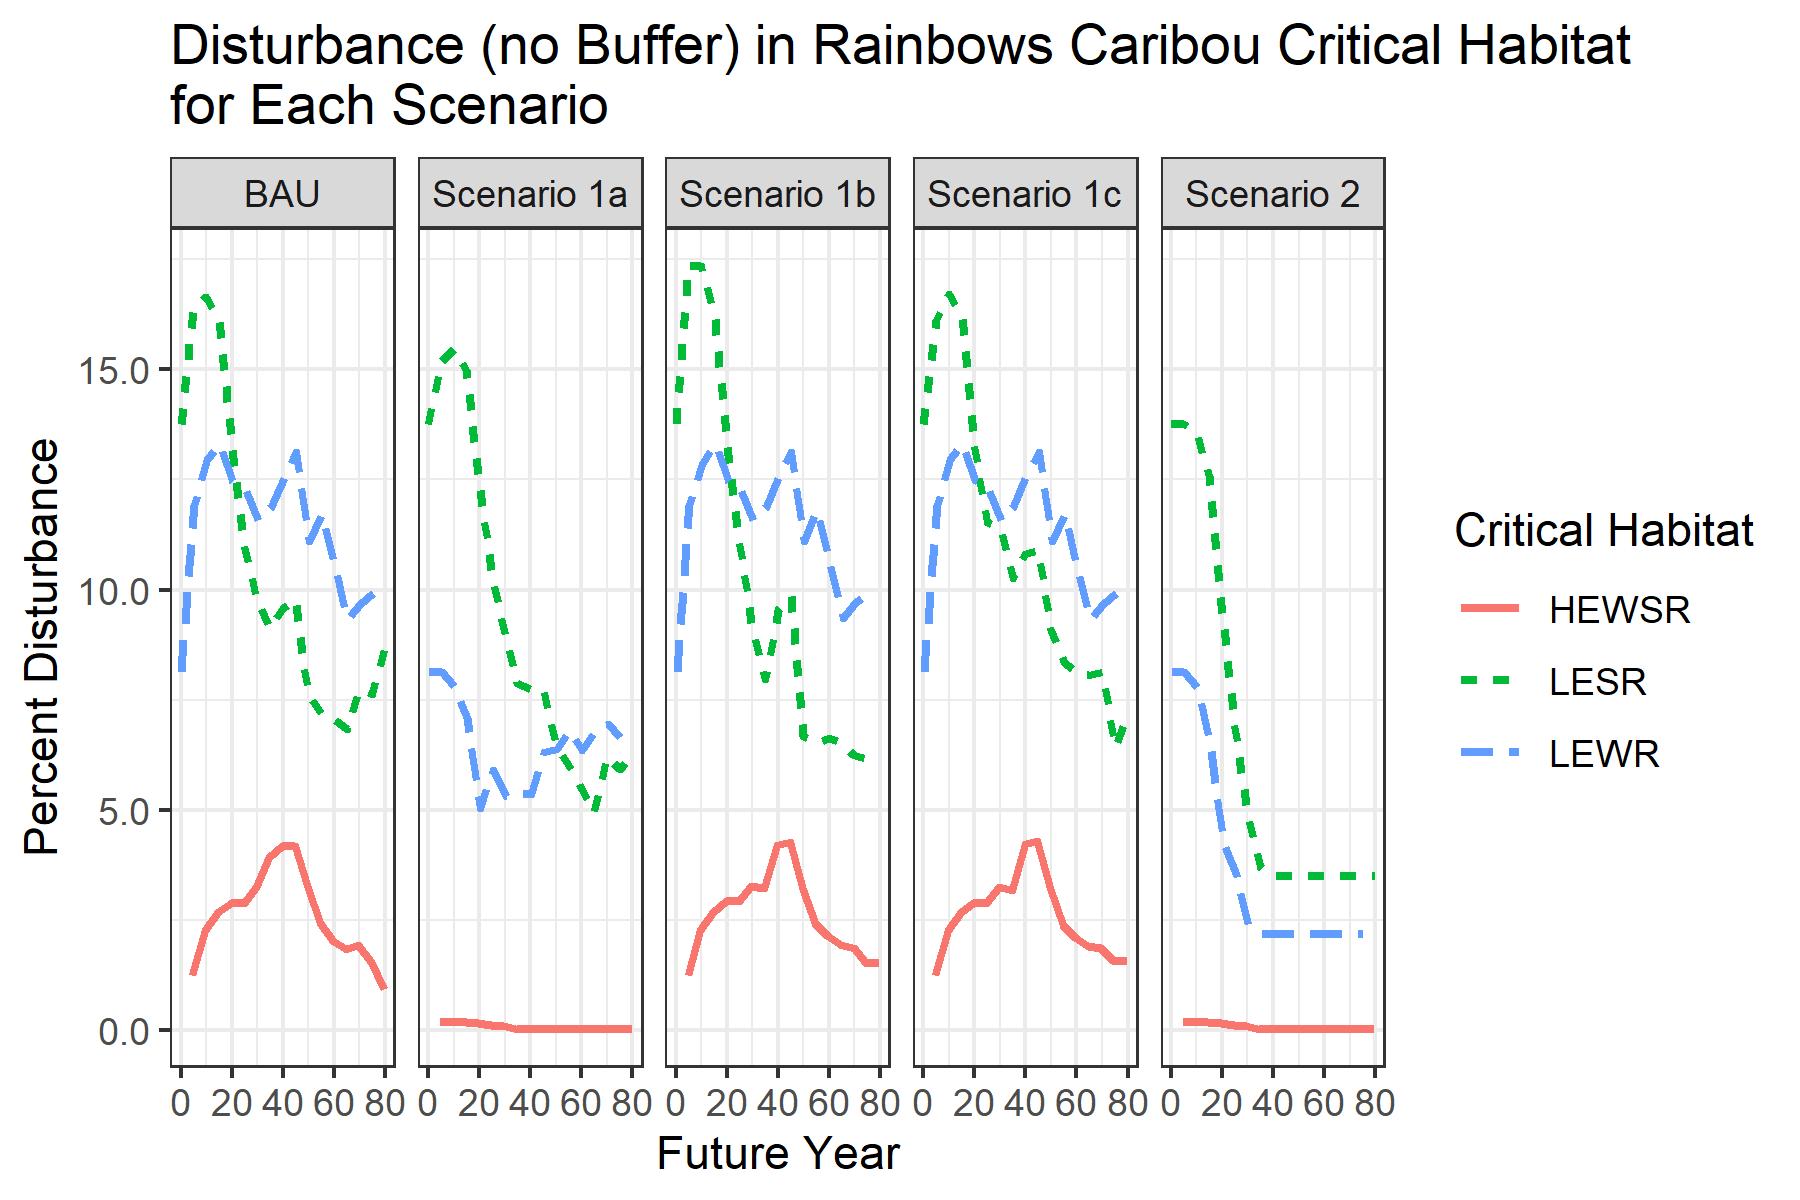 Disturbance (no Buffer) in Rainbows Caribou Critical Habitat
for Each Scenario
BAU
Scenario 1a
Scenario 1b
Scenario 1c
Scenario 2
Percent Disturbance
15.0
10.0
5.0
0.0
0 20 40 60 80
0 20 40 60 80
0 20 40 60 80
0 20 40 60 80
0 20 40 60 80
Future Year
Critical Habitat
HEWSR
LESR
LEWR